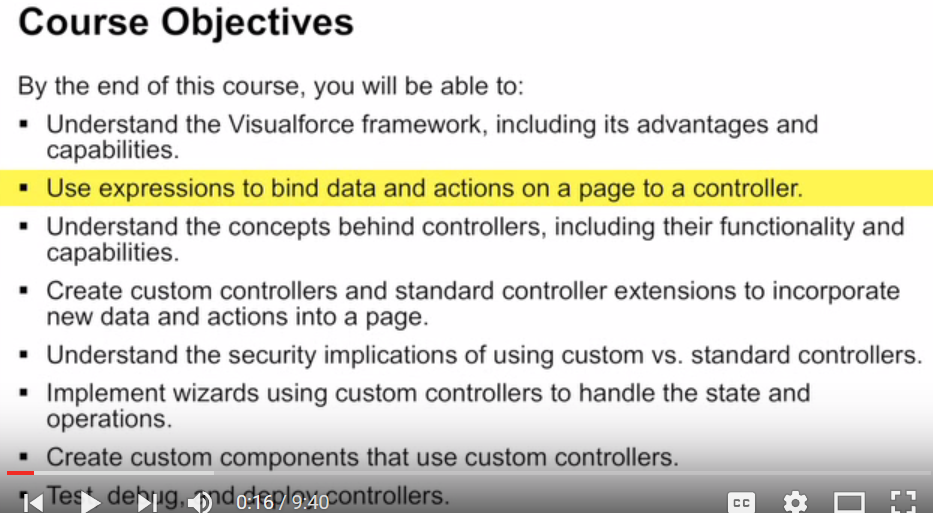 Course Objectives
By the end of this course, you will be able to:
▪ Understand the Visualforce framework, including its advantages and
capabilities.
▪ Use expressions to bind data and actions on a page to a controller.
▪ Understand the concepts behind controllers, including their functionality and
capabilities.
▪ Create custom controllers and standard controller extensions to incorporate
new data and actions into a page.
▪ Understand the security implications of using custom vs. standard controllers.
▪ Implement wizards using custom controllers to handle the state and
operations.
▪ Create custom components that use custom controllers.
▪ Test, debug, and deploy controllers.
0:16 / 9:40
CC